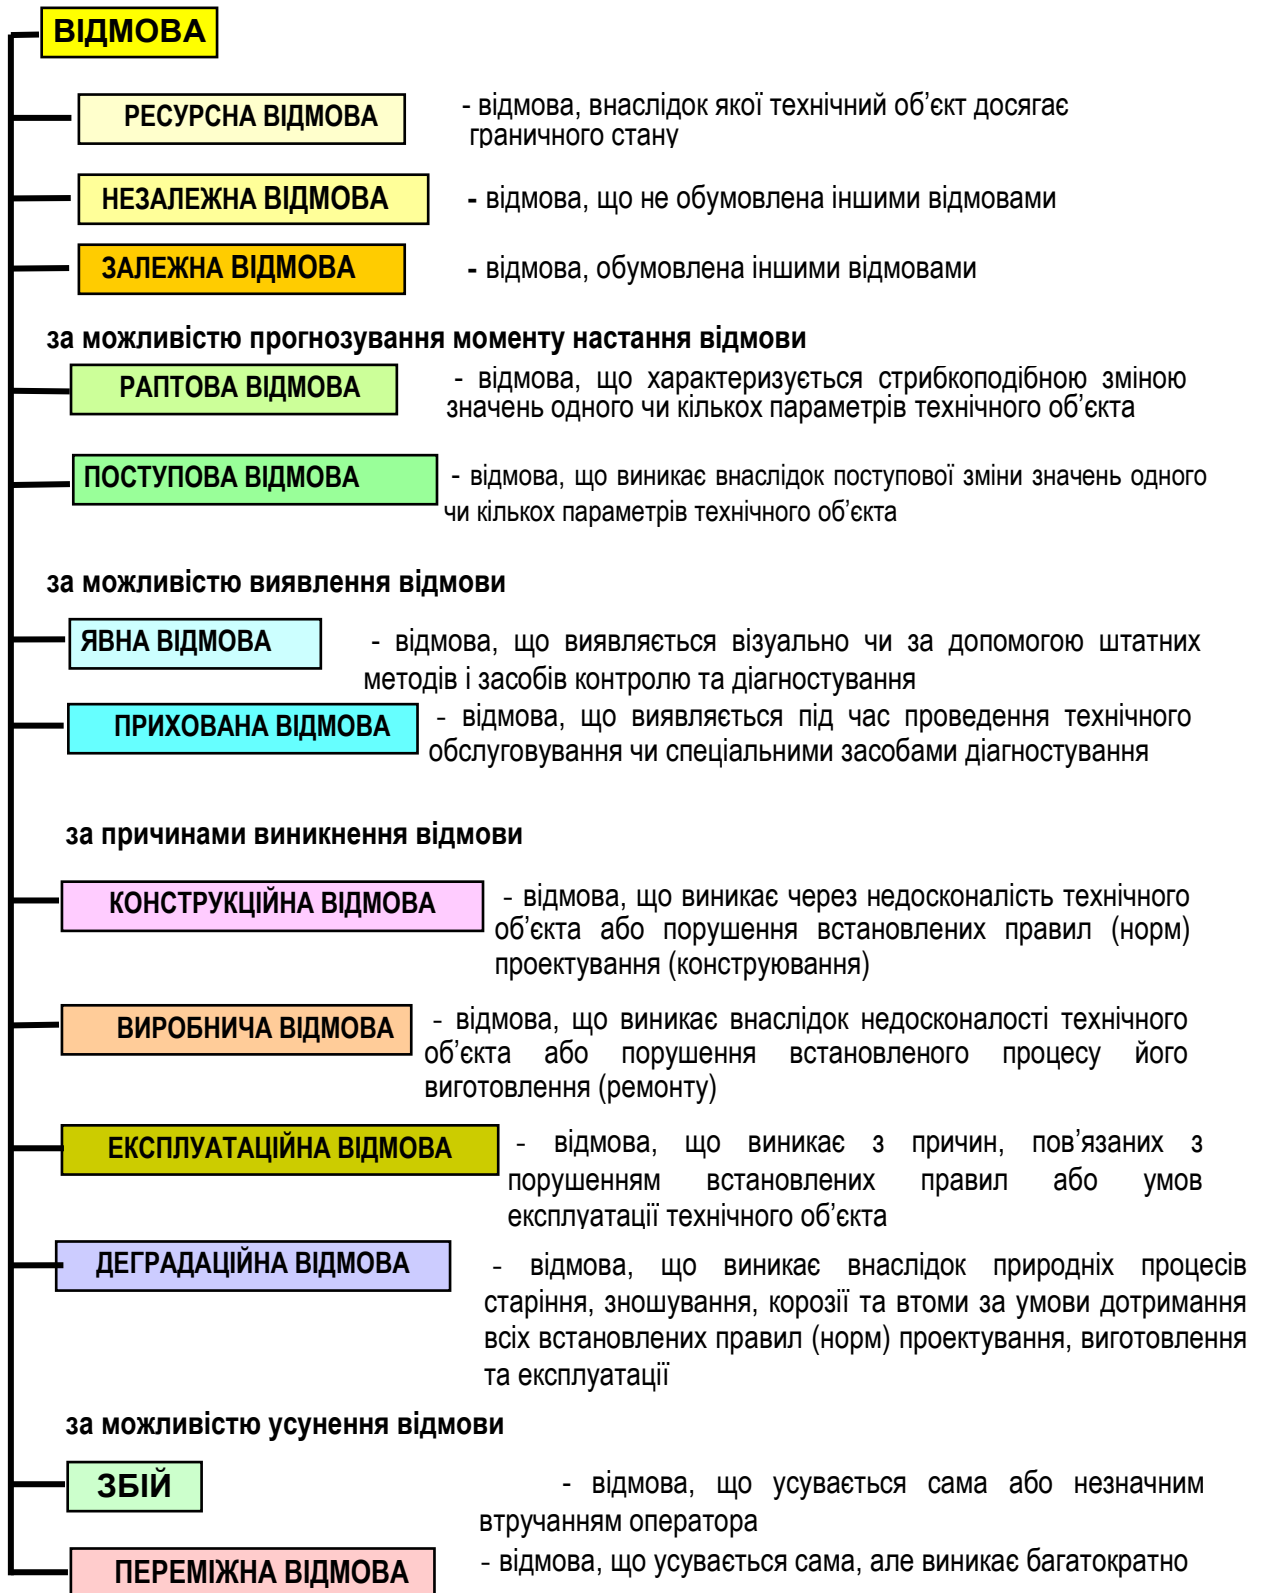 ВІДМОВА
РЕСУРСНА ВІДМОВА
- відмова, внаслідок якої технічний об’єкт досягає
граничного стану
НЕЗАЛЕЖНА ВІДМОВА
- відмова, що не обумовлена іншими відмовами
ЗАЛЕЖНА ВІДМОВА
- відмова, обумовлена іншими відмовами
за можливістю прогнозування моменту настання відмови
РАПТОВА ВІДМОВА
- відмова, що характеризується стрибкоподібною зміною
значень одного чи кількох параметрів технічного об’єкта
ПОСТУПОВА ВІДМОВА
- відмова, що виникає внаслідок поступової зміни значень одного
чи кількох параметрів технічного об’єкта
за можливістю виявлення відмови
ЯВНА ВІДМОВА
- відмова, що виявляється візуально чи за допомогою штатних
методів і засобів контролю та діагностування
ПРИХОВАНА ВІДМОВА
- відмова, що виявляється під час проведення технічного
обслуговування чи спеціальними засобами діагностування
за причинами виникнення відмови
КОНСТРУКЦІЙНА ВІДМОВА
- відмова, що виникає через недосконалість технічного
об’єкта або порушення встановлених правил (норм)
проектування (конструювання)
ВИРОБНИЧА ВІДМОВА
- відмова, що виникає внаслідок недосконалості технічного
об’єкта або порушення встановленого процесу його
виготовлення (ремонту)
ЕКСПЛУАТАЦІЙНА ВІДМОВА
- відмова, що виникає з причин, пов’язаних з
порушенням встановлених правил або умов
експлуатації технічного об’єкта
ДЕГРАДАЦІЙНА ВІДМОВА
- відмова, що виникає внаслідок природніх процесів
старіння, зношування, корозії та втоми за умови дотримання
всіх встановлених правил (норм) проектування, виготовлення
та експлуатації
за можливістю усунення відмови
ЗБІЙ
- відмова, що усувається сама або незначним
втручанням оператора
ПЕРЕМІЖНА ВІДМОВА
- відмова, що усувається сама, але виникає багатократно